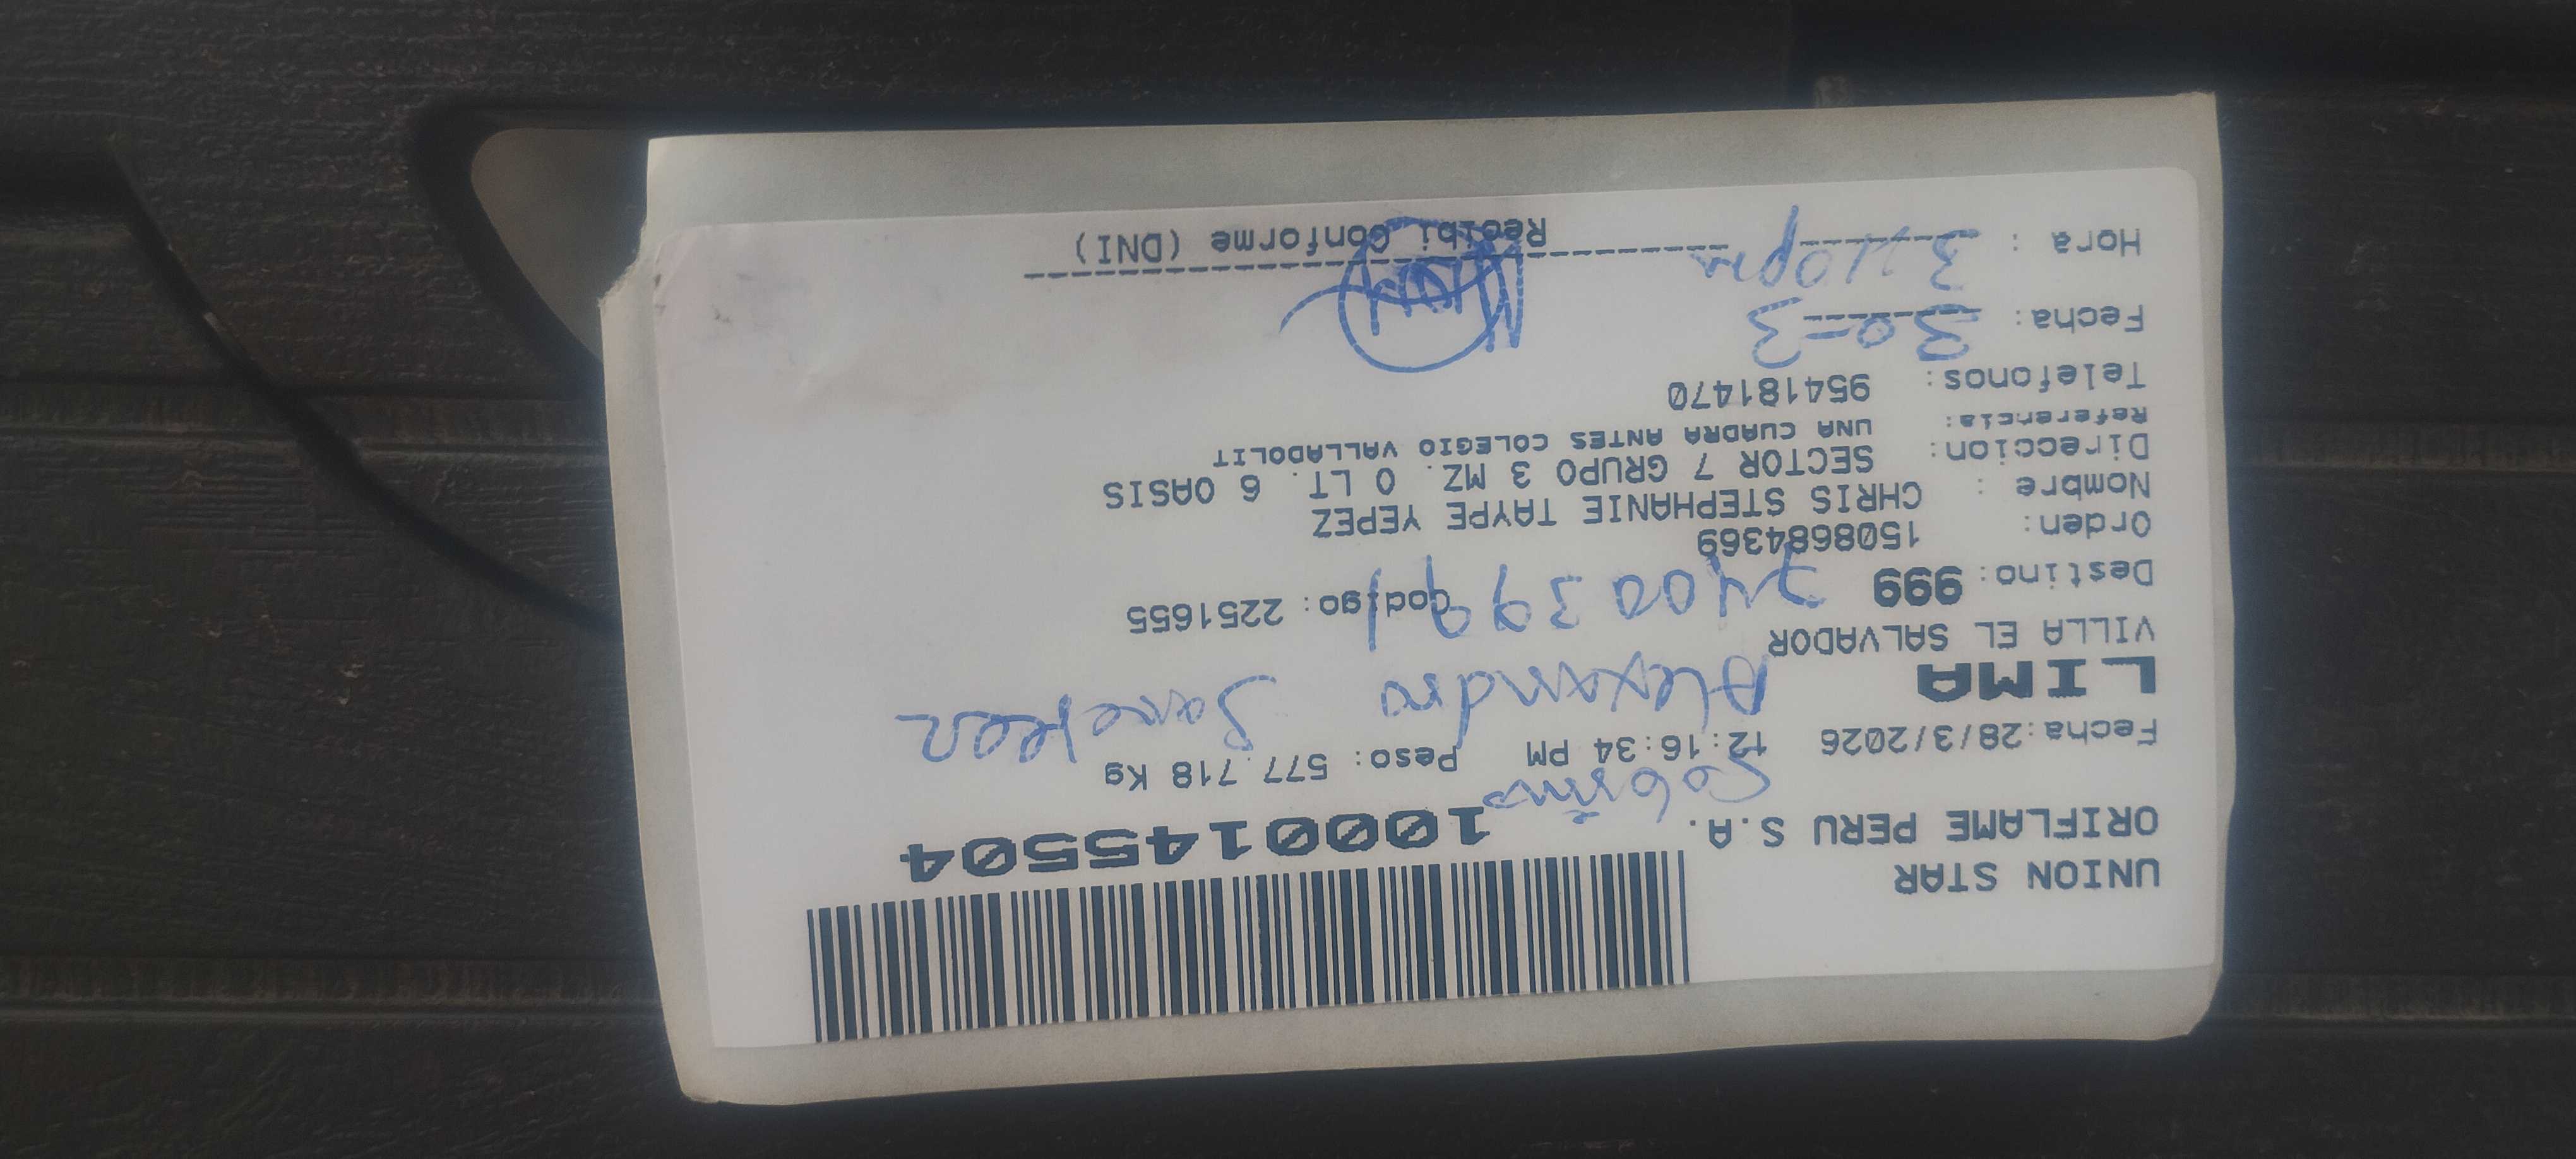 UNION STAR
ORIFLAME PERU S.A.
1000145504
Fecha:28/3/2026 12:16:34 PM Peso: 577.718 Kg
LIMA
Alexandra
VILLA EL SALVADOR
Destino: 999 Codigo: 2251655
Orden: 1508684369
Nombre : CHRIS STEPHANIE TAYPE YEPEZ
Direccion: SECTOR 7 GRUPO 3 MZ. O LT. 6 OASIS
Referencia: UNA CUADRA ANTES COLEGIO VALLADOLIT
Telefonos: 954181470
Fecha: 30-3
Hora : 3:10pm
Recibi Conforme (DNI)